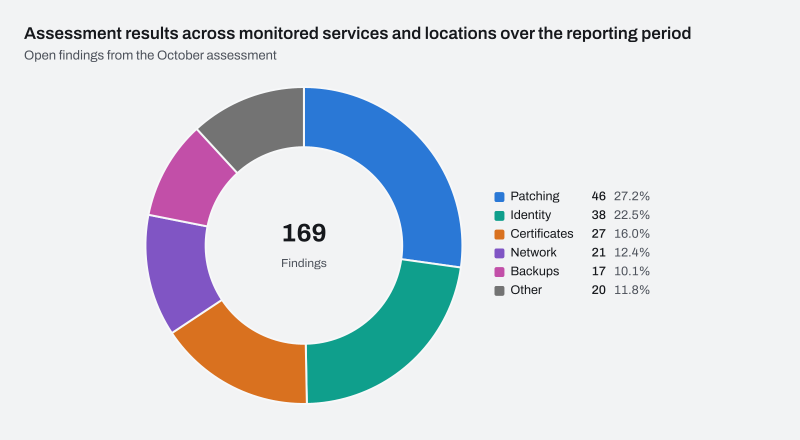 Assessment results across monitored services and locations over the reporting period
Open findings from the October assessment
169
Findings
Patching 46 27.2%
Identity 38 22.5%
Certificates 27 16.0%
Network 21 12.4%
Backups 17 10.1%
Other 20 11.8%